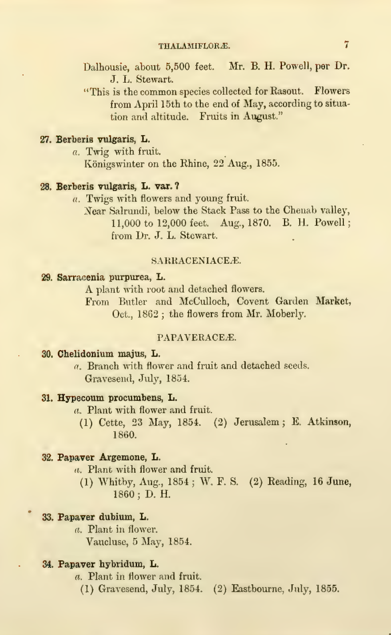 THALAMIFLORÆ. 7
Dalhousie, about 5,500 feet. Mr. B. H. Powell, per Dr.
J. L. Stewart.
"This is the common species collected for Rasout. Flowers
from April 15th to the end of May, according to situa-
tion and altitude. Fruits in August."
27. Berberis vulgaris, L.
a. Twig with fruit.
Königswinter on the Rhine, 22 Aug., 1855.
28. Berberis vulgaris, L. var. ?
a. Twigs with flowers and young fruit.
Near Salrundi, below the Stack Pass to the Chenab valley,
11,000 to 12,000 feet. Aug., 1870. B. H. Powell ;
from Dr. J. L. Stewart.
SARRACENIACEÆ.
29. Sarracenia purpurea, L.
A plant with root and detached flowers.
From Butler and McCulloch, Covent Garden Market,
Oct., 1862 ; the flowers from Mr. Moberly.
PAPAVERACEÆ.
30. Chelidonium majus, L.
a. Branch with flower and fruit and detached seeds.
Gravesend, July, 1854.
31. Hypecoum procumbens, L.
a. Plant with flower and fruit.
(1) Cette, 23 May, 1854. (2) Jerusalem ; E. Atkinson,
1860.
32. Papaver Argemone, L.
a. Plant with flower and fruit.
(1) Whitby, Aug., 1854 ; W. F. S. (2) Reading, 16 June,
1860 ; D. H.
33. Papaver dubium, L.
a. Plant in flower.
Vaucluse, 5 May, 1854.
34. Papaver hybridum, L.
a. Plant in flower and fruit.
(1) Gravesend, July, 1854. (2) Eastbourne, July, 1855.